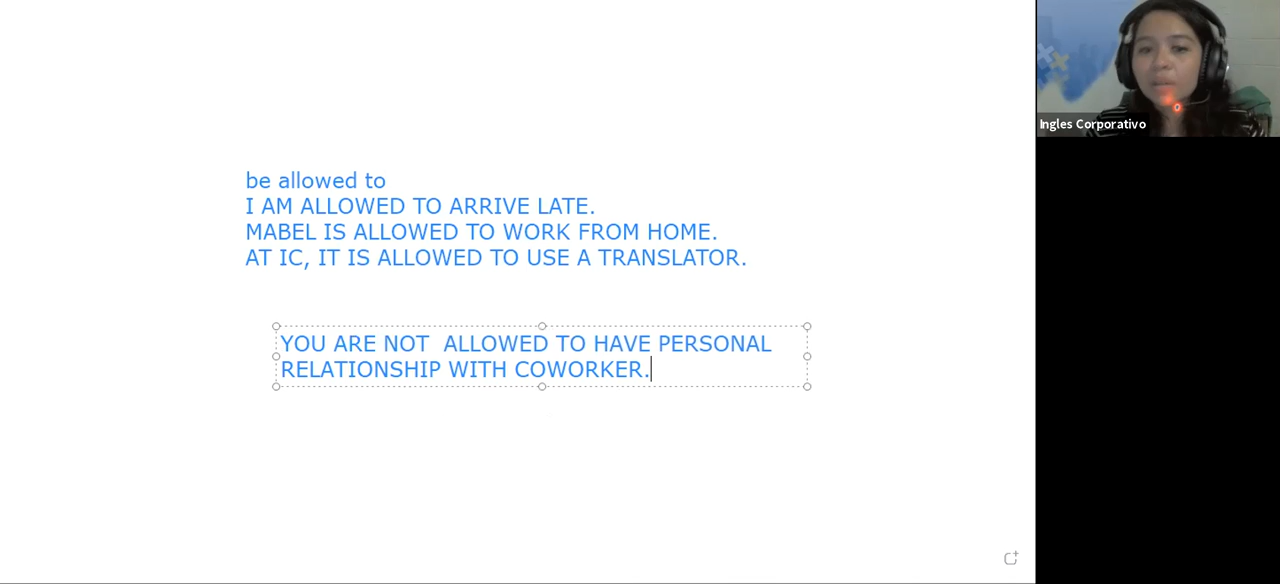 be allowed to
I AM ALLOWED TO ARRIVE LATE.
MABEL IS ALLOWED TO WORK FROM HOME.
AT IC, IT IS ALLOWED TO USE A TRANSLATOR.
YOU ARE NOT  ALLOWED TO HAVE PERSONAL
RELATIONSHIP WITH COWORKER.
Ingles Corporativo